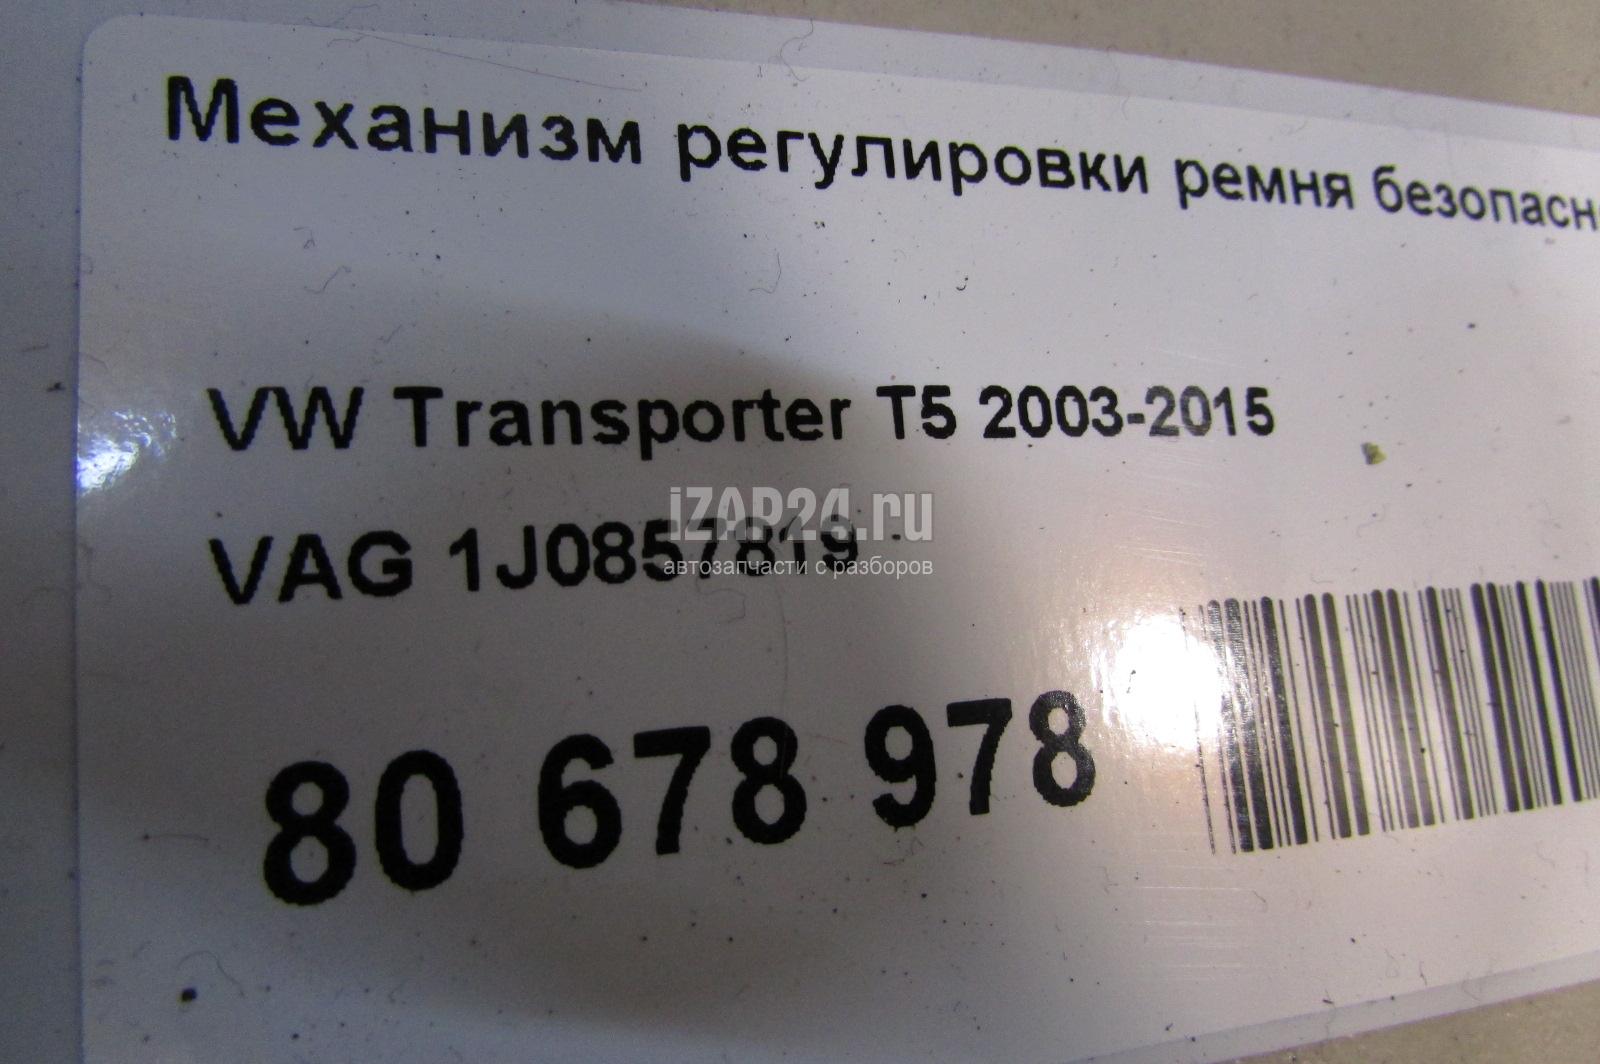 Механизм регулировки ремня безопасн
VW Transporter T5 2003-2015
iZAP24.ru
VAG 1J0857819
автозапчасти с разборов
80 678 978